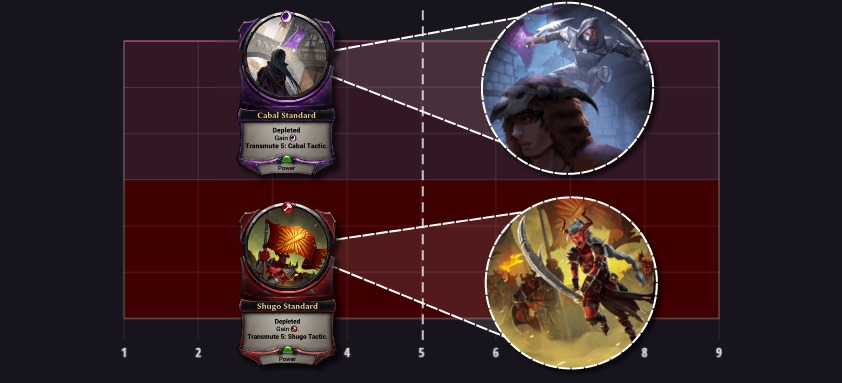 Cabal Standard
Depleted
Gain
Transmute 5: Cabal Tactic.
Power
Shugo Standard
Depleted
Gain
Transmute 5: Shugo Tactic.
Power
1 2 4 5 6 8 9